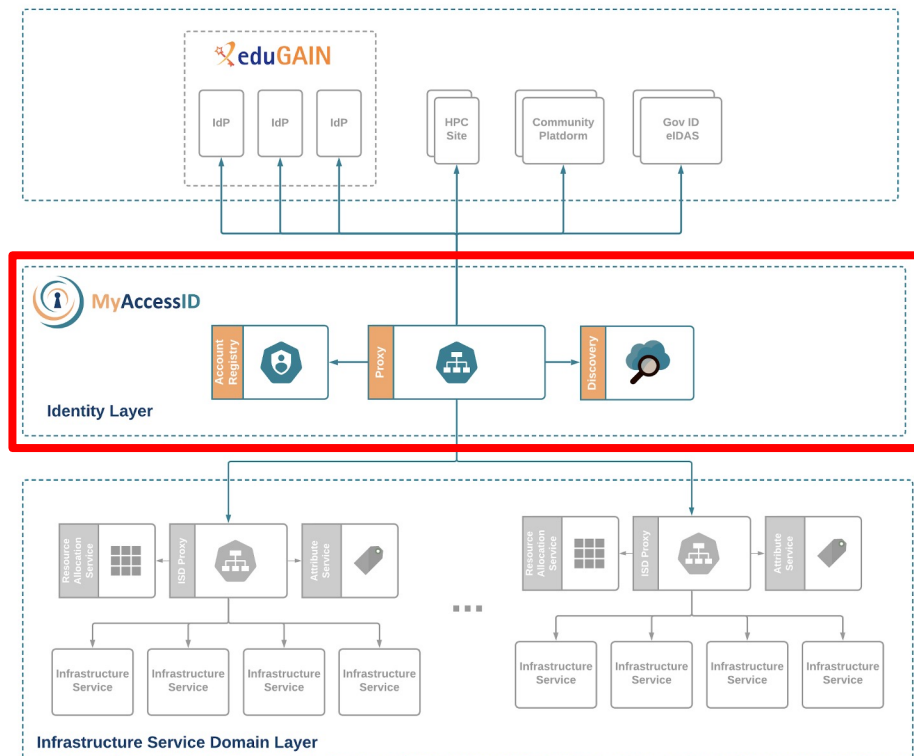 eduGAIN
IdP
IdP
IdP
HPC
Site
Community
Platdorm
Gov ID
eIDAS
MyAccessID
Account
Registry
Proxy
Discovery
Identity Layer
Resource
Allocation
Service
ISD Proxy
Attribute
Service
...
Resource
Allocation
Service
ISD Proxy
Attribute
Service
Infrastructure
Service
Infrastructure
Service
Infrastructure
Service
Infrastructure
Service
Infrastructure
Service
Infrastructure
Service
Infrastructure
Service
Infrastructure
Service
Infrastructure Service Domain Layer